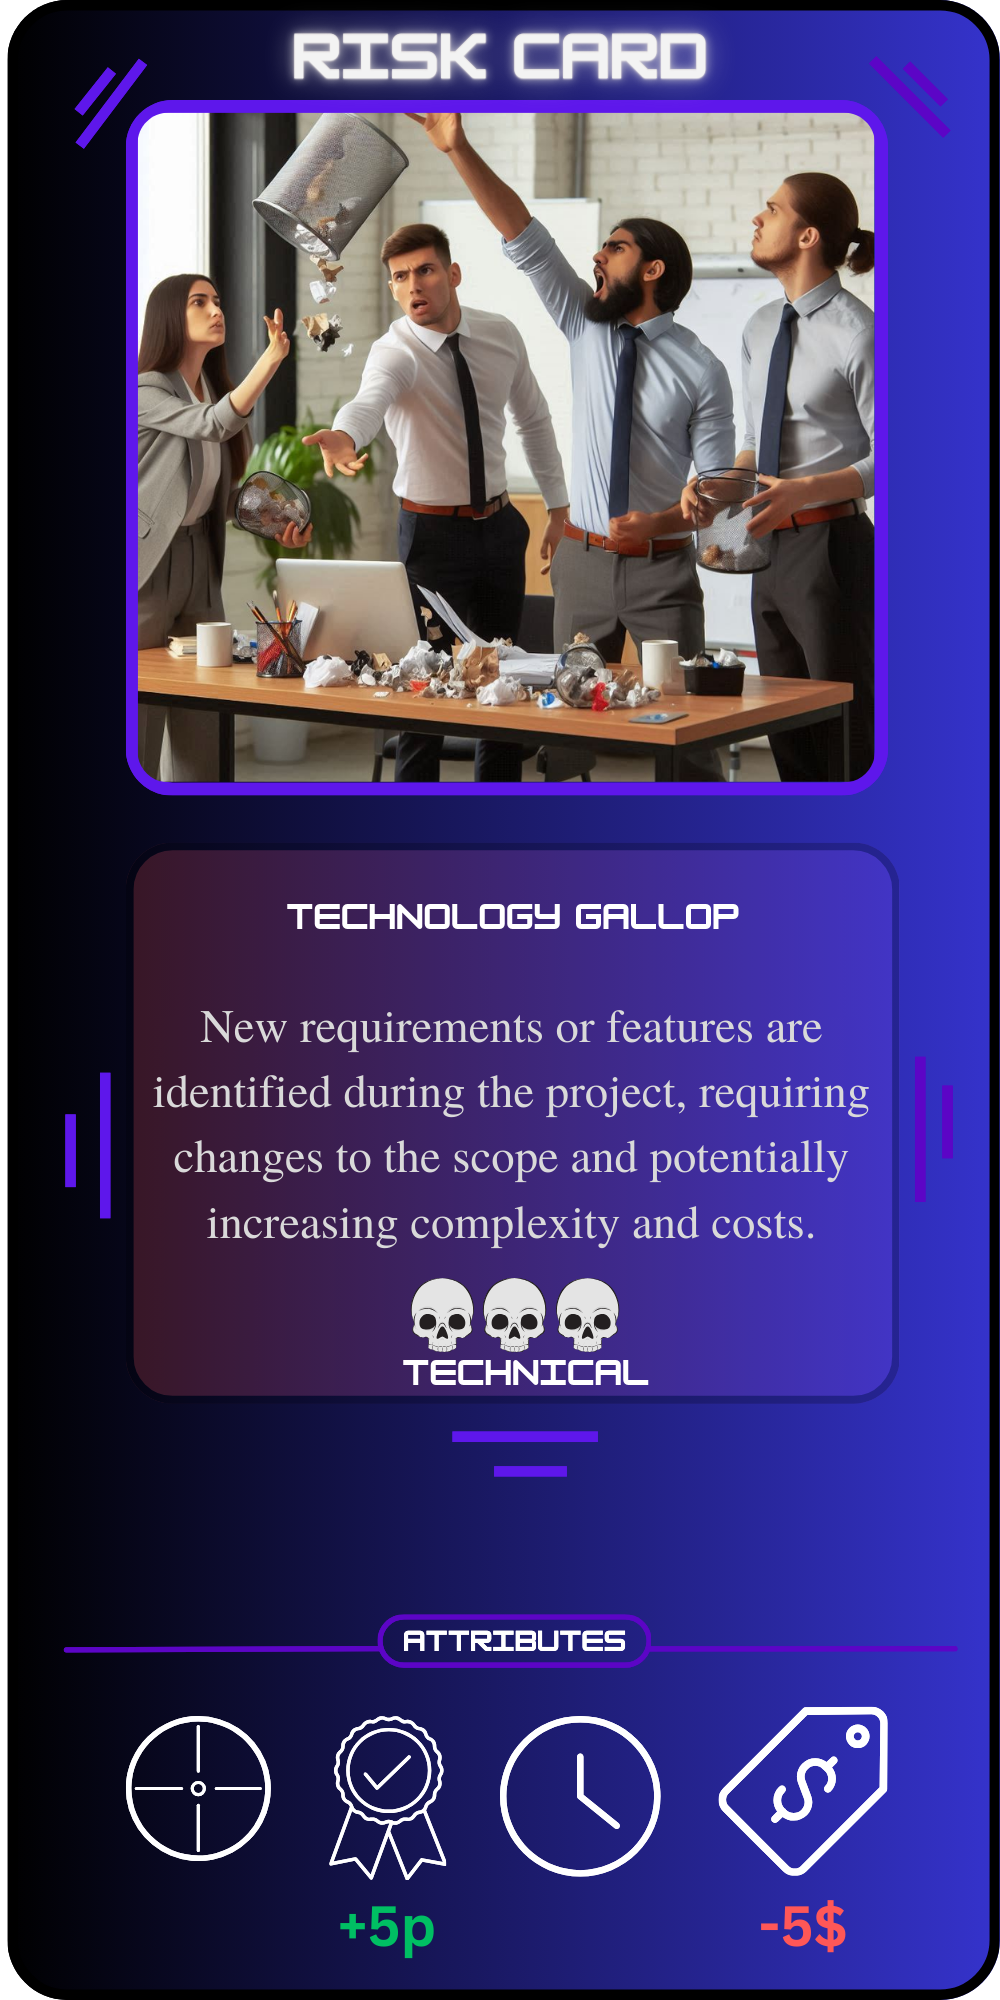 RISK CARD
TECHNOLOGY GALLOP
New requirements or features are
identified during the project, requiring
changes to the scope and potentially
increasing complexity and costs.
TECHNICAL
ATTRIBUTES
+5p
-5$